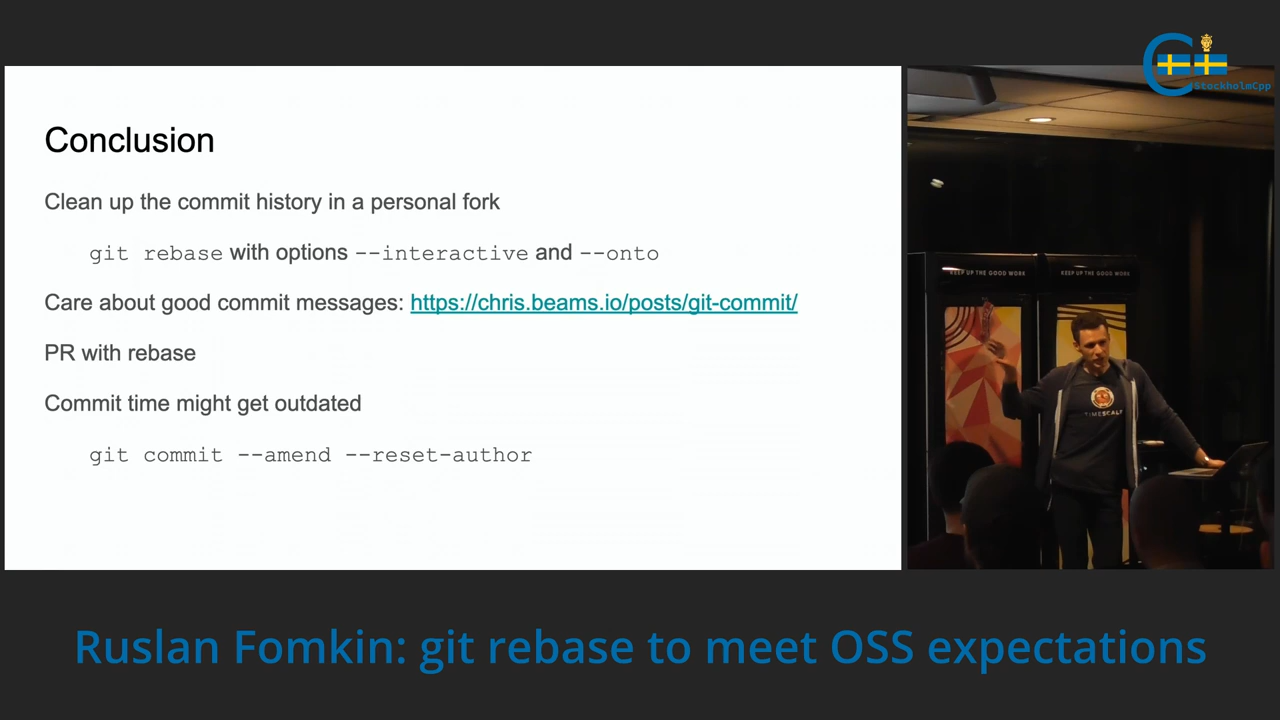 StockholmCpp
Conclusion
Clean up the commit history in a personal fork
git rebase with options --interactive and --onto
Care about good commit messages: https://chris.beams.io/posts/git-commit/
PR with rebase
Commit time might get outdated
git commit --amend --reset-author
KEEP UP THE GOOD WORK
KEEP UP THE GOOD WORK
TIMESCALE
Ruslan Fomkin: git rebase to meet OSS expectations